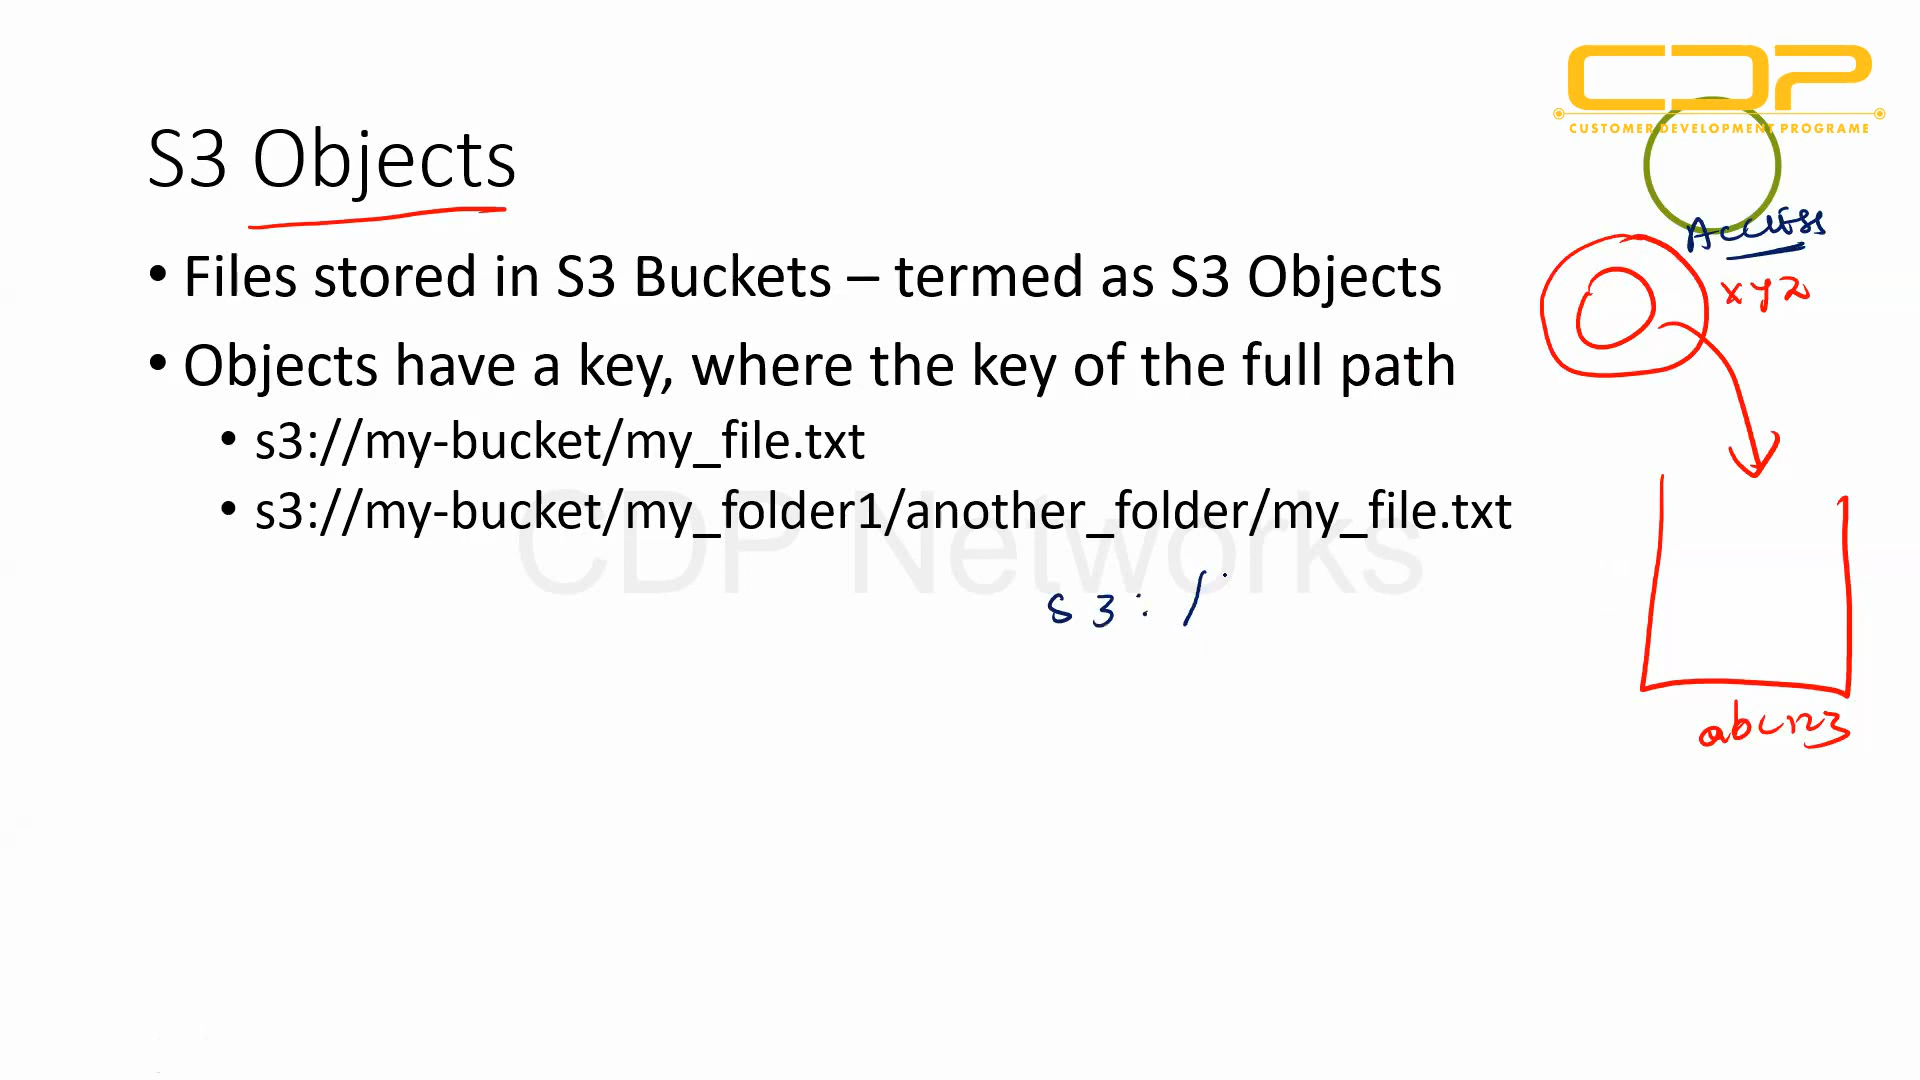 CDP
CUSTOMER DEVELOPMENT PROGRAME
S3 Objects
Access
• Files stored in S3 Buckets – termed as S3 Objects
xyz
• Objects have a key, where the key of the full path
• s3://my-bucket/my_file.txt
• s3://my-bucket/my_folder1/another_folder/my_file.txt
CDP Networks
s3:/
abc123